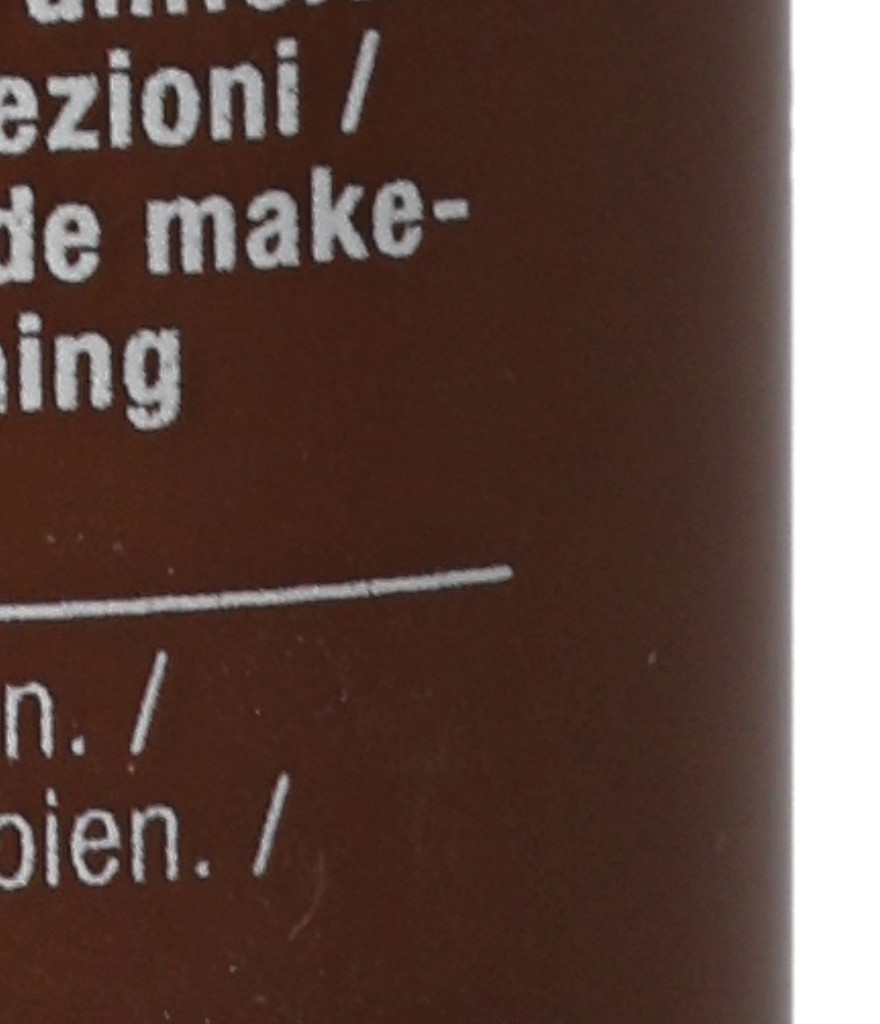 ezioni /
de make-
ning
n. /
bien. /